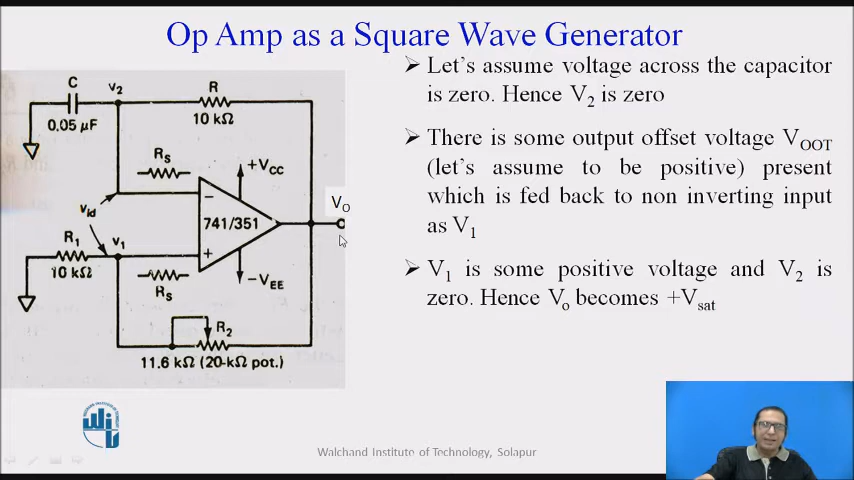 Op Amp as a Square Wave Generator
C
0.05 µF
V2
R
10 kΩ
Rs
+VCC
Vid
741/351
VO
R1
10 kΩ
V1
Rs
−VEE
R2
11.6 kΩ (20-kΩ pot.)
➢ Let's assume voltage across the capacitor
is zero. Hence V2 is zero
➢ There is some output offset voltage VOOT
(let's assume to be positive) present
which is fed back to non inverting input
as V1
➢ V1 is some positive voltage and V2 is
zero. Hence Vo becomes +Vsat
Walchand Institute of Technology, Solapur